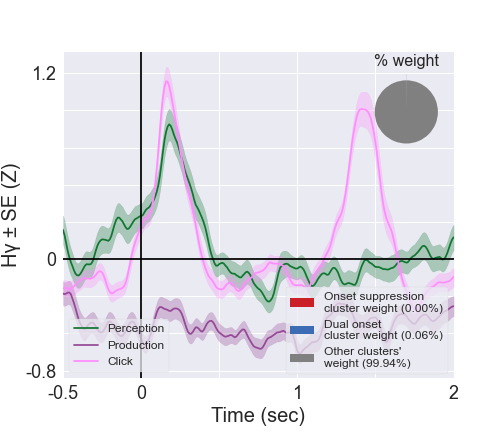 % weight
1.2
0
-0.8
Hγ ± SE (Z)
Perception
Production
Click
Onset suppression
cluster weight (0.00%)
Dual onset
cluster weight (0.06%)
Other clusters'
weight (99.94%)
-0.5 0 1 2
Time (sec)